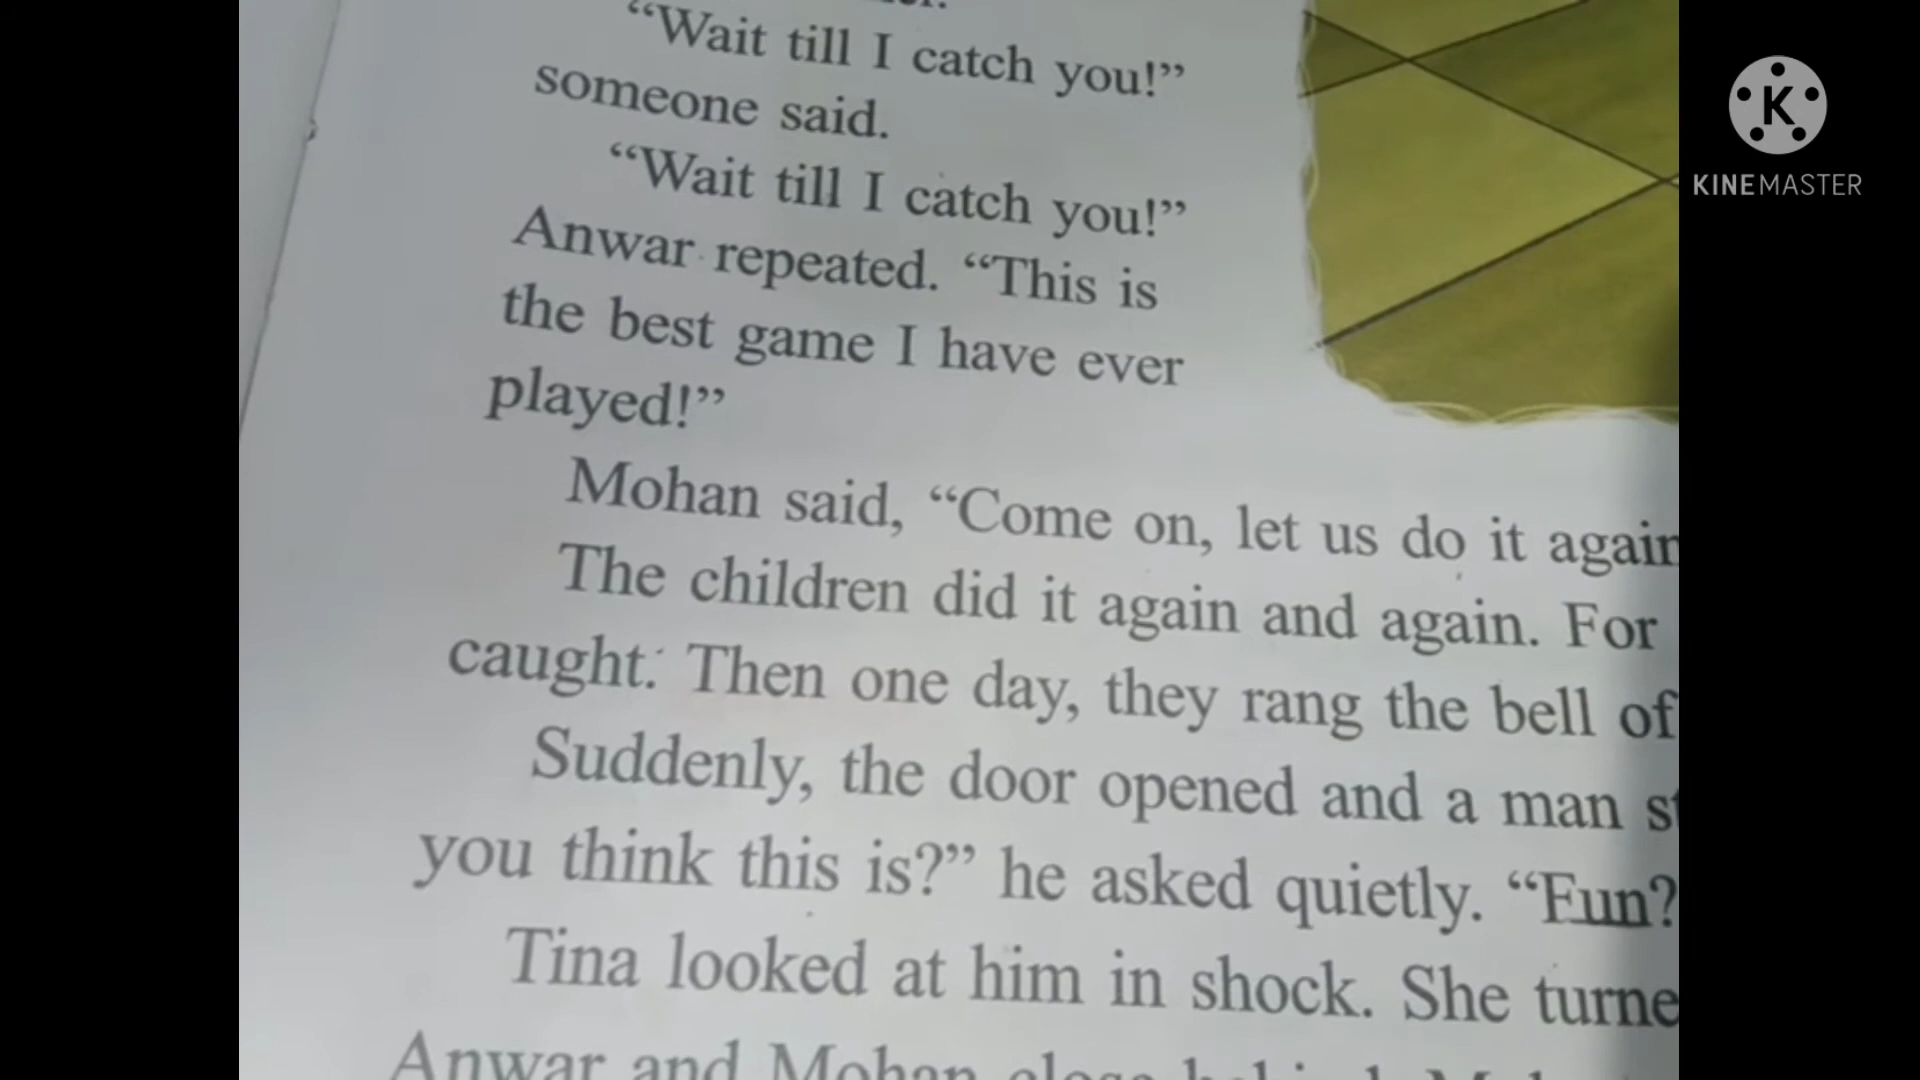 “Wait till I catch you!”
someone said.
“Wait till I catch you!”
Anwar repeated. “This is
the best game I have ever
played!”
Mohan said, “Come on, let us do it again
The children did it again and again. For
caught. Then one day, they rang the bell of
Suddenly, the door opened and a man
you think this is?” he asked quietly. “Fun?
Tina looked at him in shock. She turne
Anwar and Mohan close behind
K
KINEMASTER